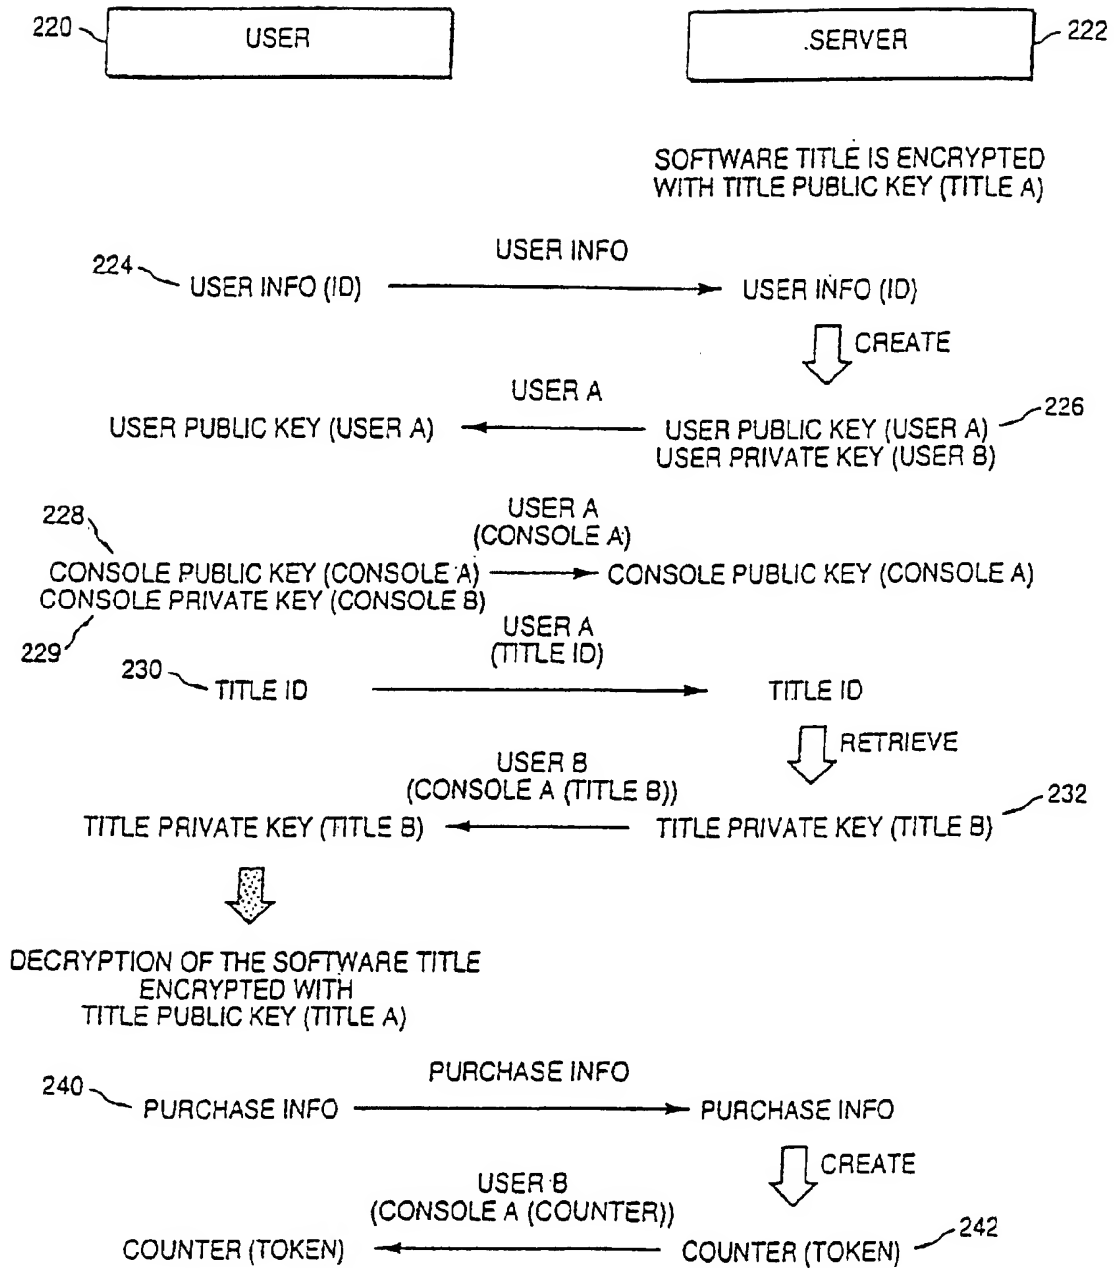 220
USER
.SERVER
222
SOFTWARE TITLE IS ENCRYPTED
WITH TITLE PUBLIC KEY (TITLE A)
USER INFO
224
USER INFO (ID)
USER INFO (ID)
CREATE
USER A
226
USER PUBLIC KEY (USER A)
USER PUBLIC KEY (USER A)
USER PRIVATE KEY (USER B)
228
USER A
(CONSOLE A)
CONSOLE PUBLIC KEY (CONSOLE A)
CONSOLE PUBLIC KEY (CONSOLE A)
CONSOLE PRIVATE KEY (CONSOLE B)
229
USER A
(TITLE ID)
230
TITLE ID
TITLE ID
RETRIEVE
USER B
(CONSOLE A (TITLE B))
232
TITLE PRIVATE KEY (TITLE B)
TITLE PRIVATE KEY (TITLE B)
DECRYPTION OF THE SOFTWARE TITLE
ENCRYPTED WITH
TITLE PUBLIC KEY (TITLE A)
240
PURCHASE INFO
PURCHASE INFO
PURCHASE INFO
CREATE
USER B
(CONSOLE A (COUNTER))
242
COUNTER (TOKEN)
COUNTER (TOKEN)